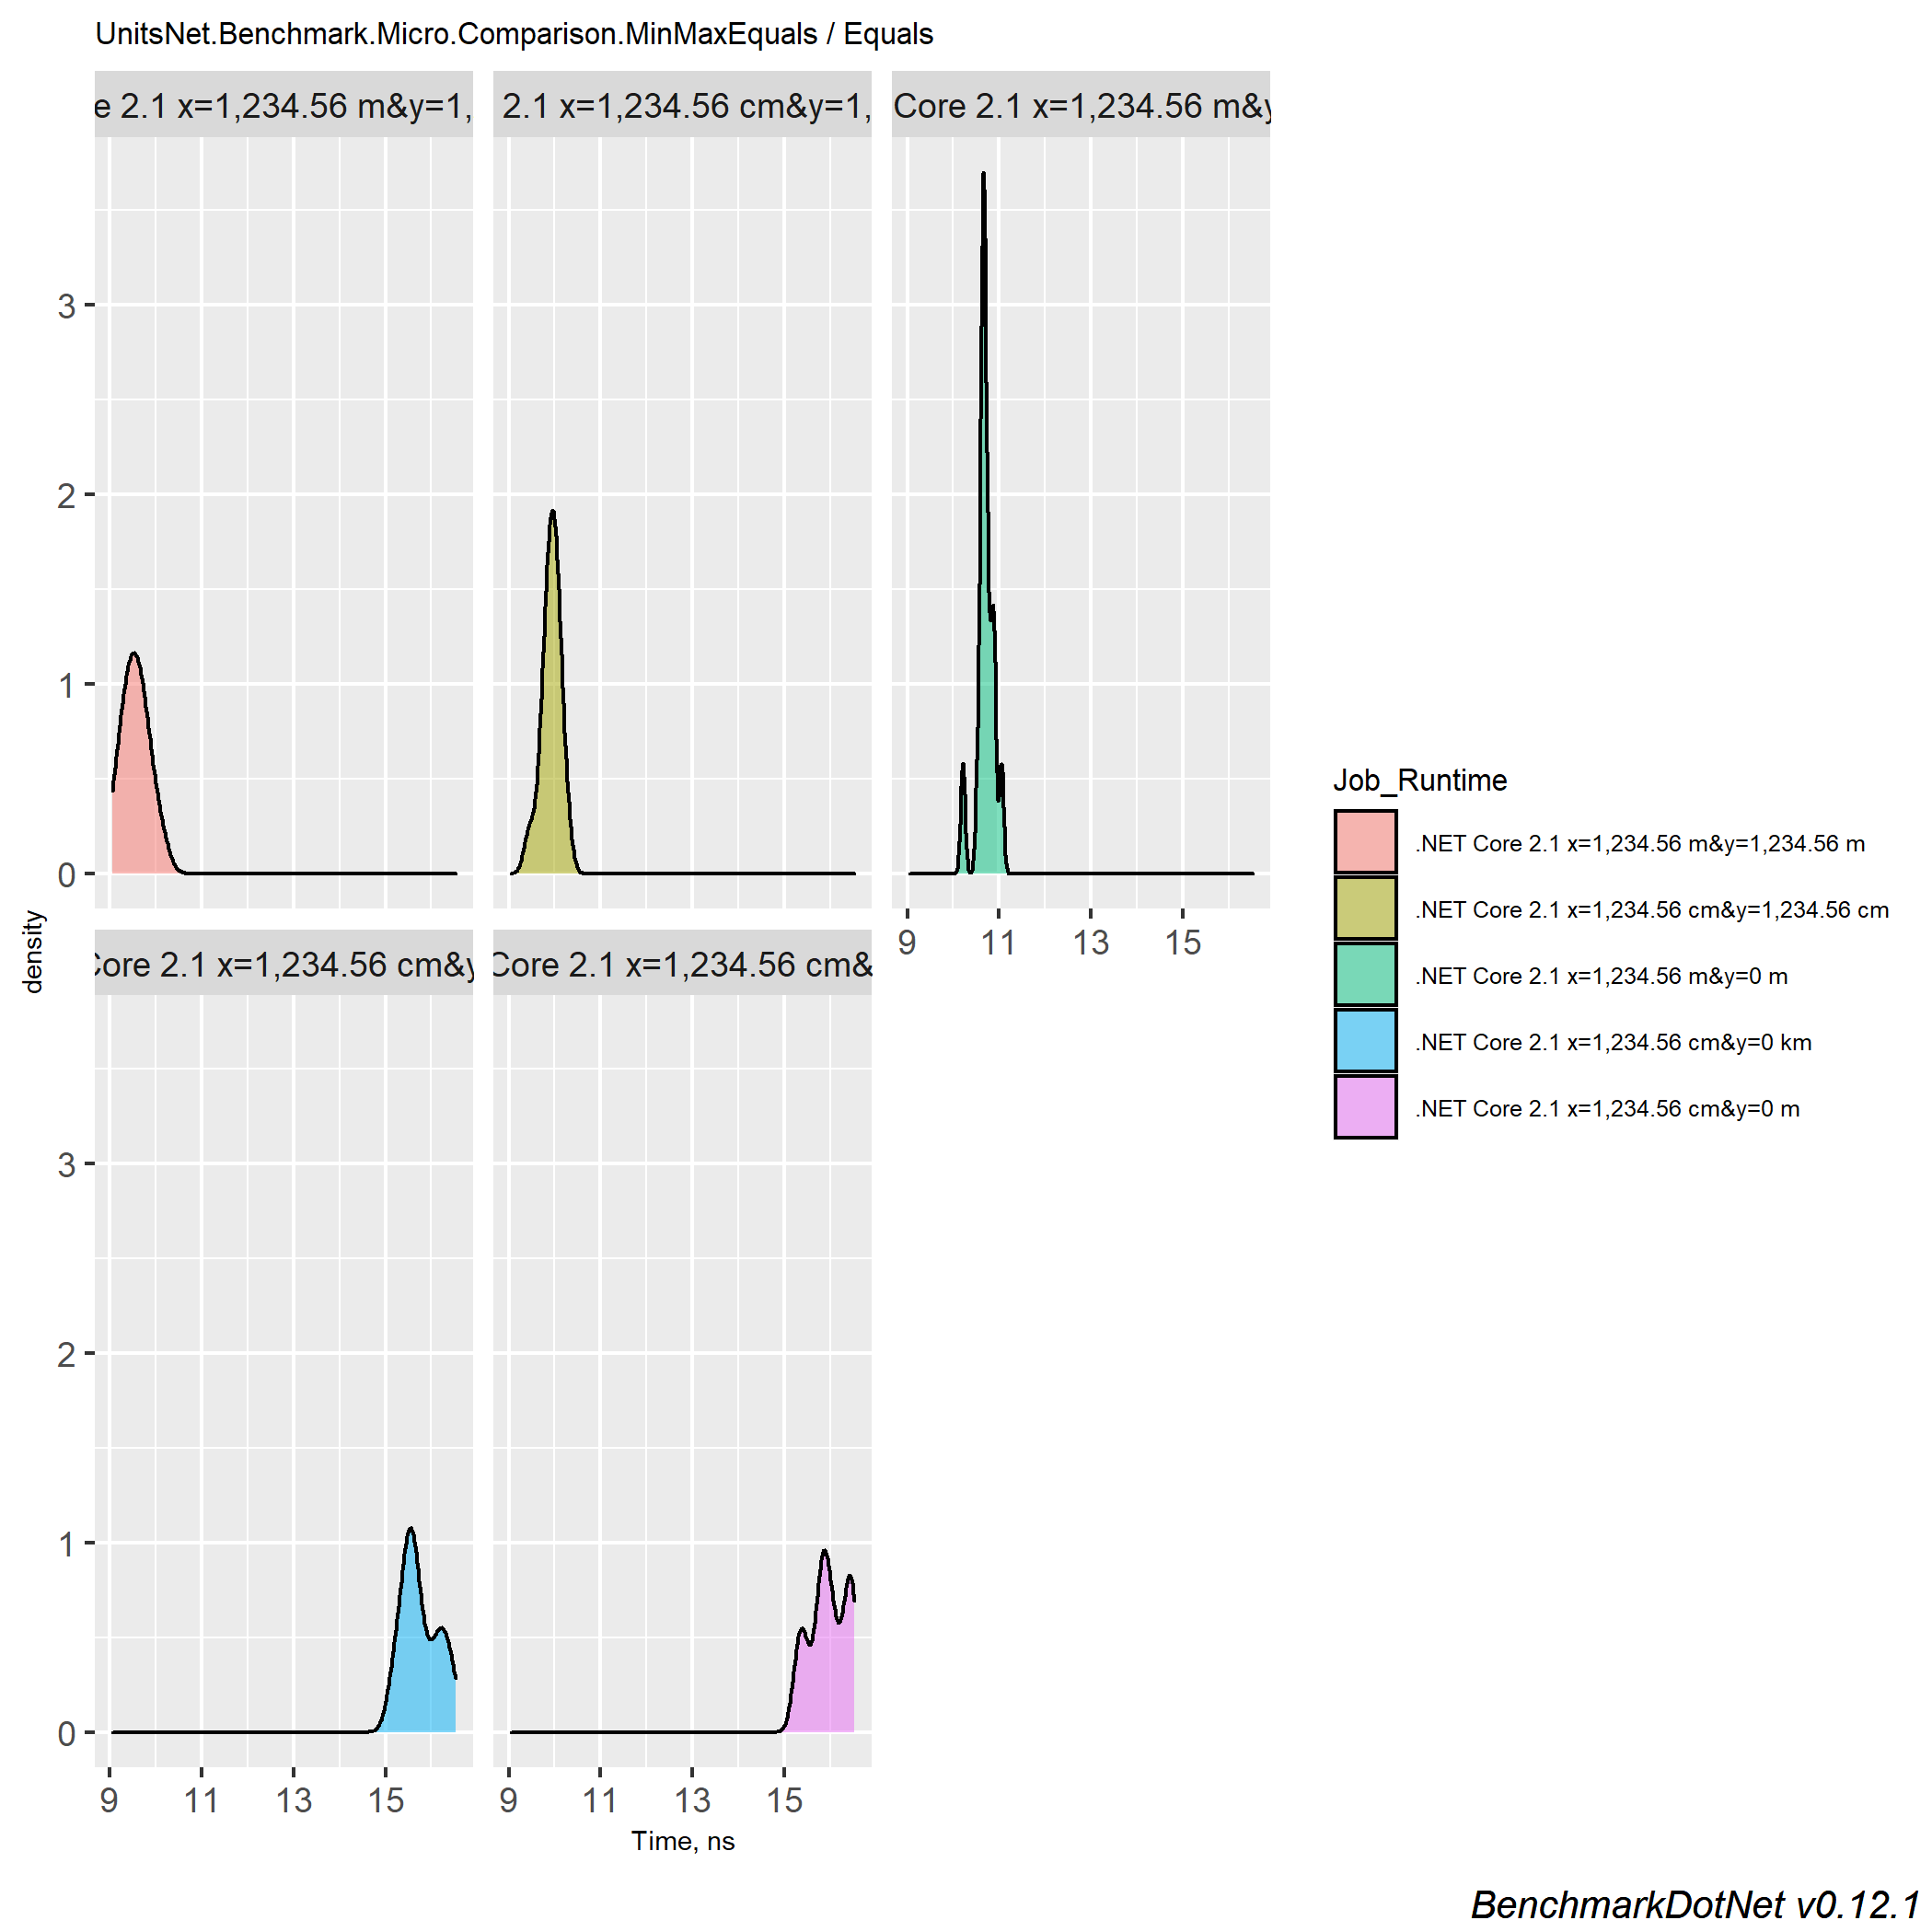 UnitsNet.Benchmark.Micro.Comparison.MinMaxEquals / Equals
e 2.1 x=1,234.56 m&y=1,
2.1 x=1,234.56 cm&y=1,
Core 2.1 x=1,234.56 m&y
3
2
1
0
9 11 13 15
density
Core 2.1 x=1,234.56 cm&y
Core 2.1 x=1,234.56 cm&
3
2
1
0
9 11 13 15
9 11 13 15
Time, ns
Job_Runtime
.NET Core 2.1 x=1,234.56 m&y=1,234.56 m
.NET Core 2.1 x=1,234.56 cm&y=1,234.56 cm
.NET Core 2.1 x=1,234.56 m&y=0 m
.NET Core 2.1 x=1,234.56 cm&y=0 km
.NET Core 2.1 x=1,234.56 cm&y=0 m
BenchmarkDotNet v0.12.1